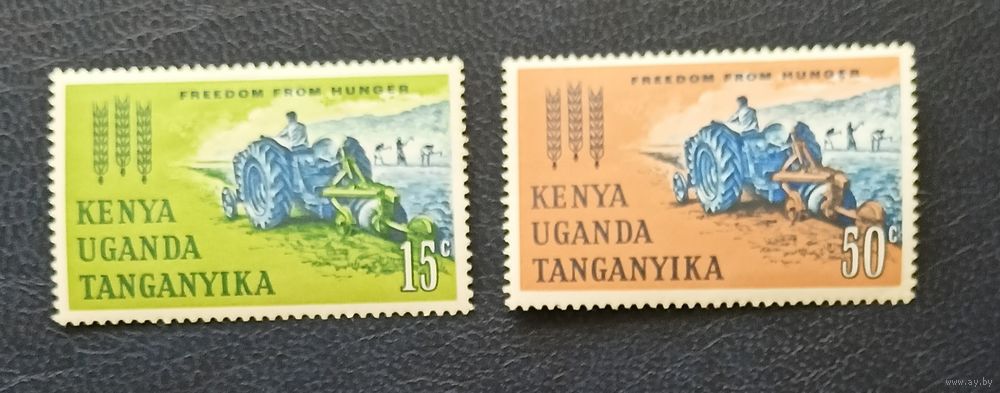 FREEDOM FROM HUNGER
KENYA
UGANDA
TANGANYIKA
15c
FREEDOM FROM HUNGER
KENYA
UGANDA
TANGANYIKA
50c
www.ay.by